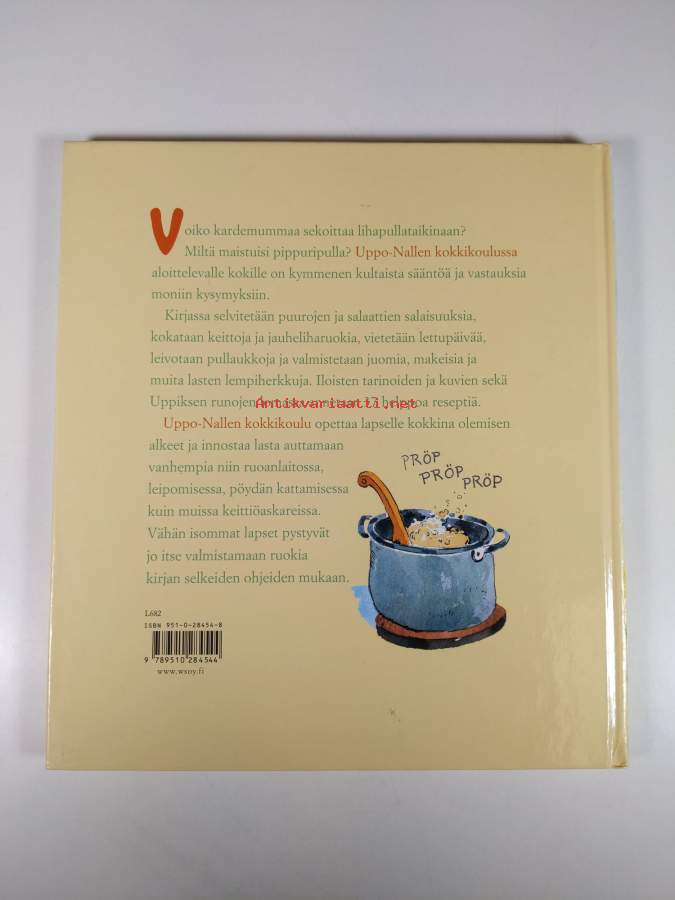 Voiko kardemummaa sekoittaa lihapullataikinaan?
Miltä maistuisi pippuripulla? Uppo-Nallen kokkikoulussa
aloittelevalle kokille on kymmenen kultaista sääntöä ja vastauksia
moniin kysymyksiin.
Kirjassa selvitetään puurojen ja salaattien salaisuuksia,
kokataan keittoja ja jauheliharuokia, vietetään lettupäivää,
leivotaan pullaukkoja ja valmistetaan juomia, makeisia ja
muita lasten lempiherkkuja. Iloisten tarinoiden ja kuvien sekä
Antikvariaatti.net
Uppiksen runojen helppoa reseptiä.
Uppo-Nallen kokkikoulu opettaa lapselle kokkina olemisen
alkeet ja innostaa lasta auttamaan
vanhempia niin ruoanlaitossa,
leipomisessa, pöydän kattamisessa
kuin muissa keittiöaskareissa.
Vähän isommat lapset pystyvät
jo itse valmistamaan ruokia
kirjan selkeiden ohjeiden mukaan.
PRÖP
PRÖP
PRÖP
L682
ISBN 951-0-28454-8
9 789510 284544
www.wsoy.fi